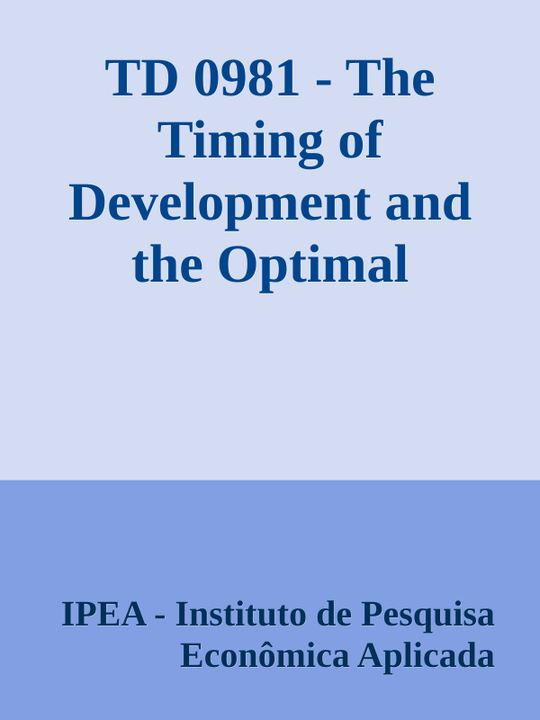 TD 0981 - The
Timing of
Development and
the Optimal
IPEA - Instituto de Pesquisa
Econômica Aplicada